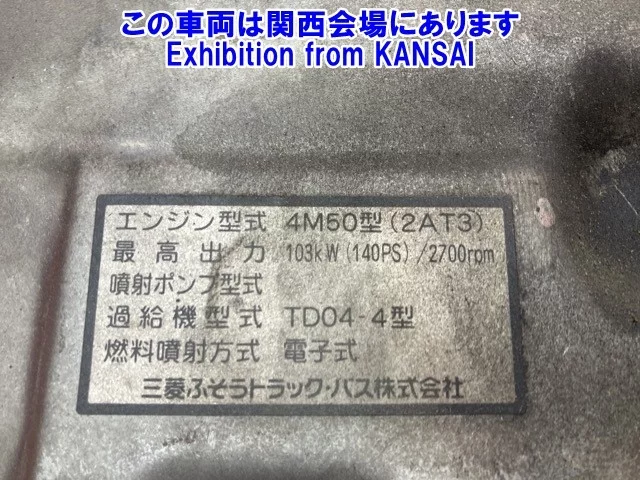 この車両は関西会場にあります
Exhibition from KANSAI
エンジン型式 4M50型(2AT3)
最高出力 103kW(140PS)/2700rpm
噴射ポンプ型式
過給機型式 TD04-4型
燃料噴射方式 電子式
三菱ふそうトラック・バス株式会社